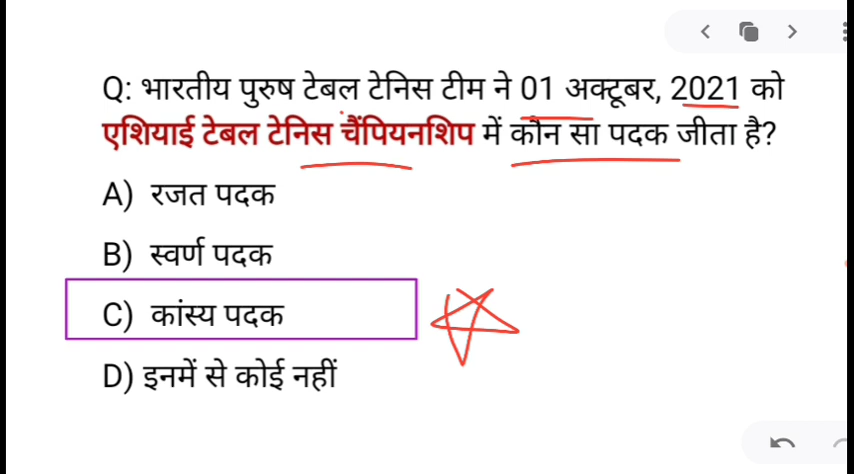 Q: भारतीय पुरुष टेबल टेनिस टीम ने 01 अक्टूबर, 2021 को
एशियाई टेबल टेनिस चैंपियनशिप में कौन सा पदक जीता है?
A) रजत पदक
B) स्वर्ण पदक
C) कांस्य पदक
D) इनमें से कोई नहीं